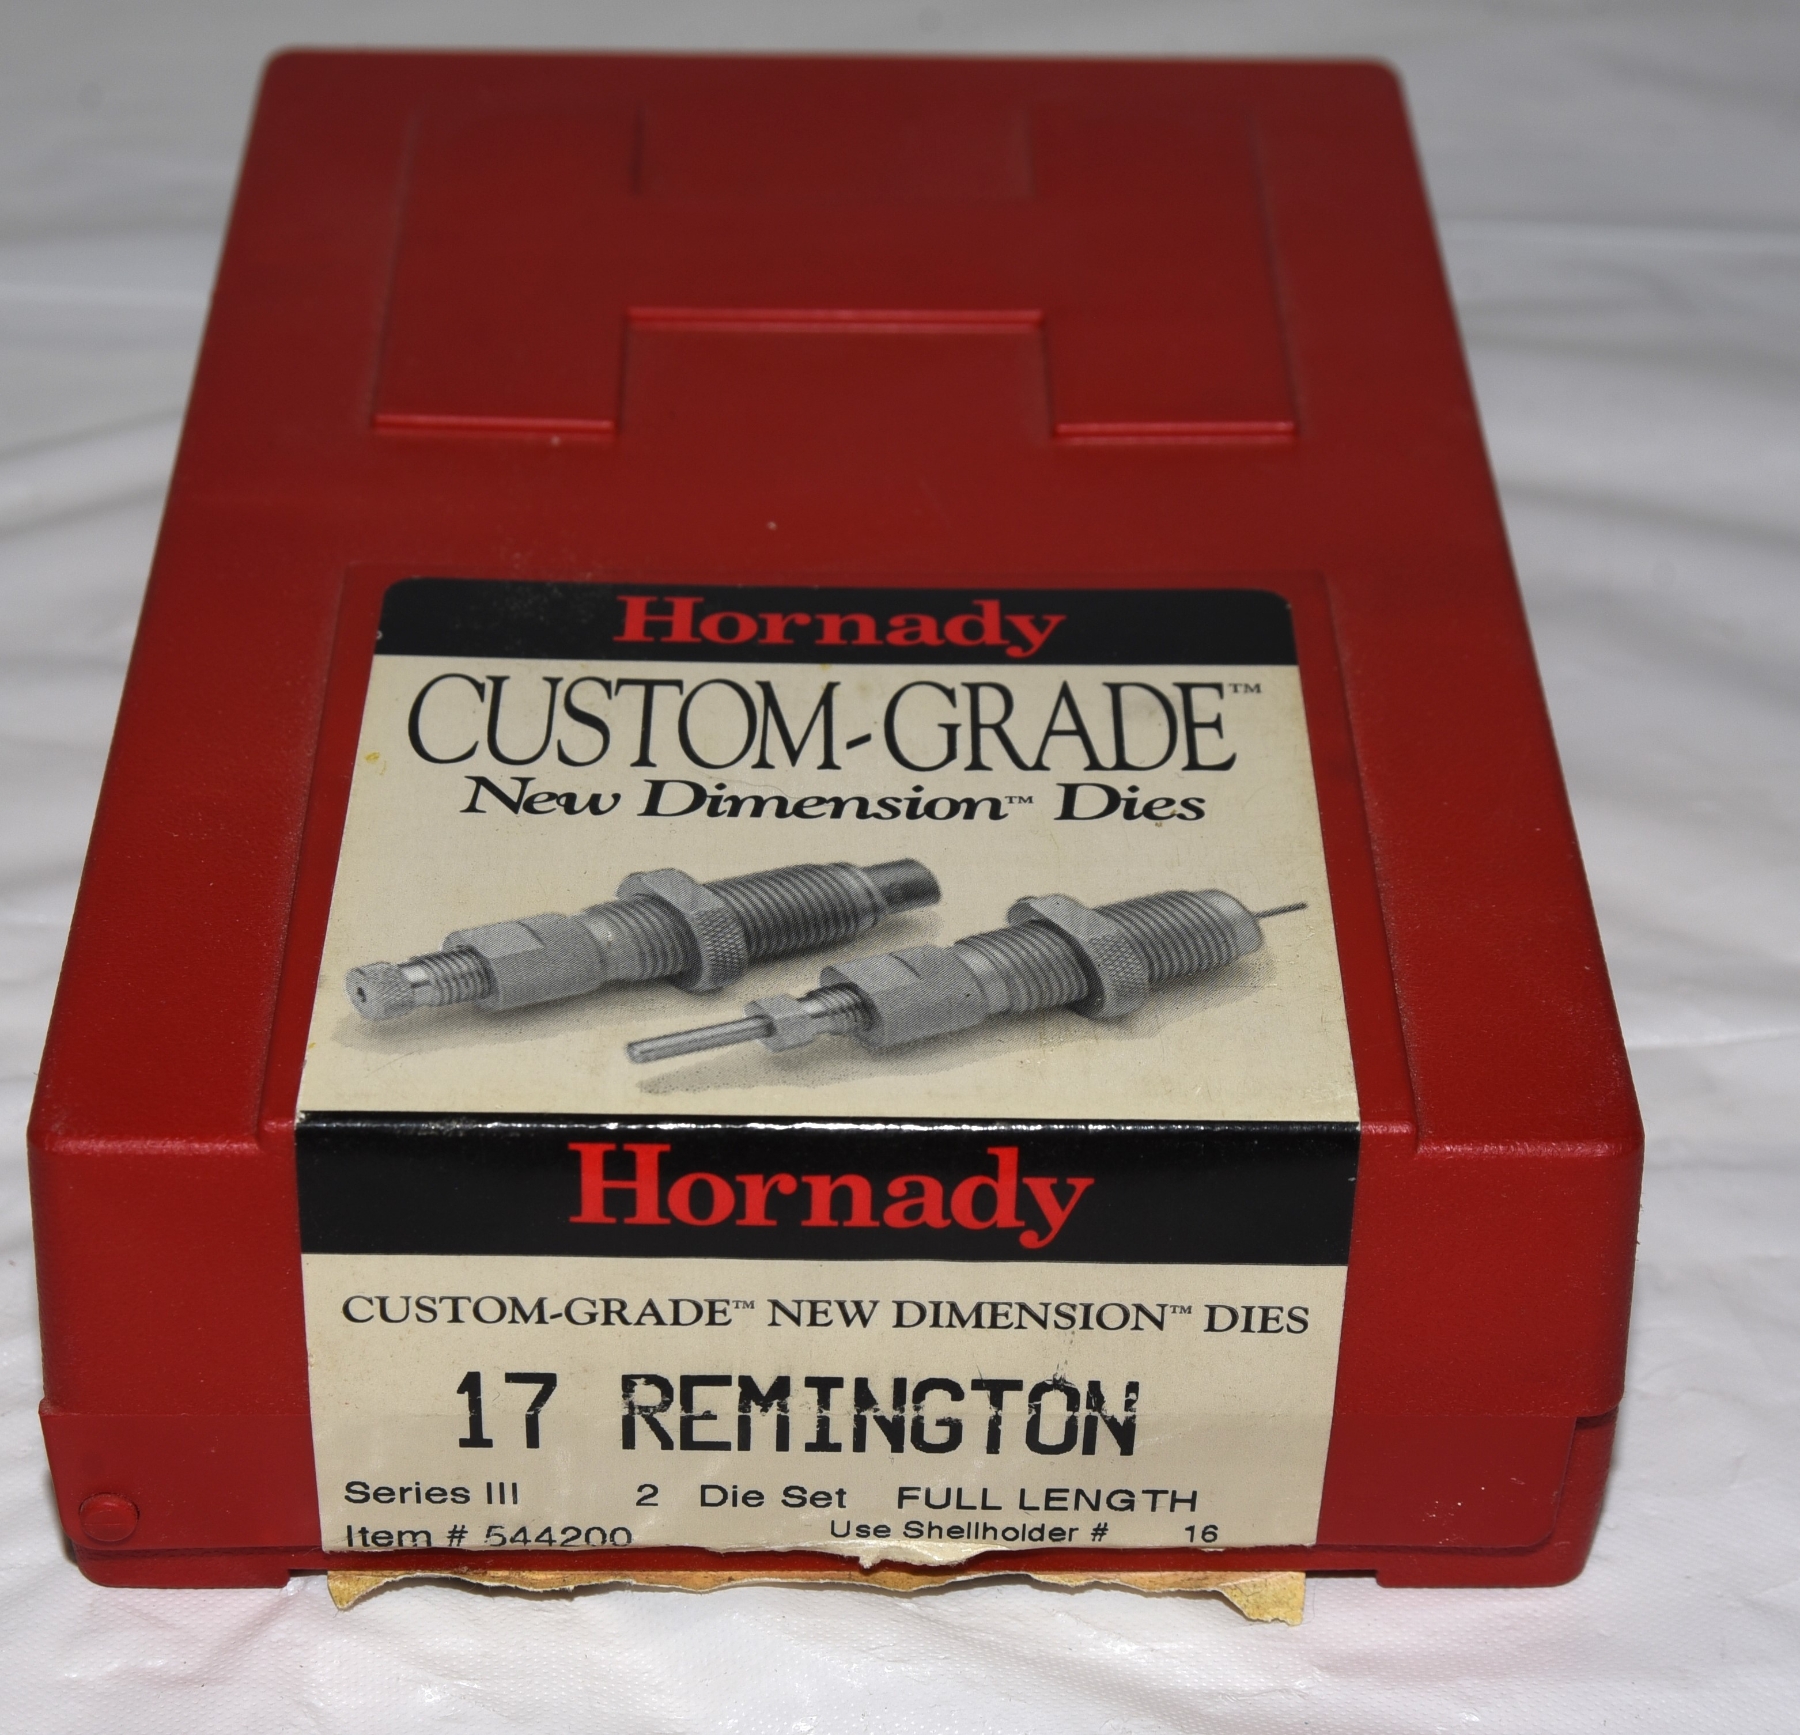 Hornady
CUSTOM-GRADE™
New Dimension™ Dies
Hornady
CUSTOM-GRADE™ NEW DIMENSION™ DIES
17 REMINGTON
Series III 2 Die Set FULL LENGTH
Item # 544200 Use Shellholder # 16